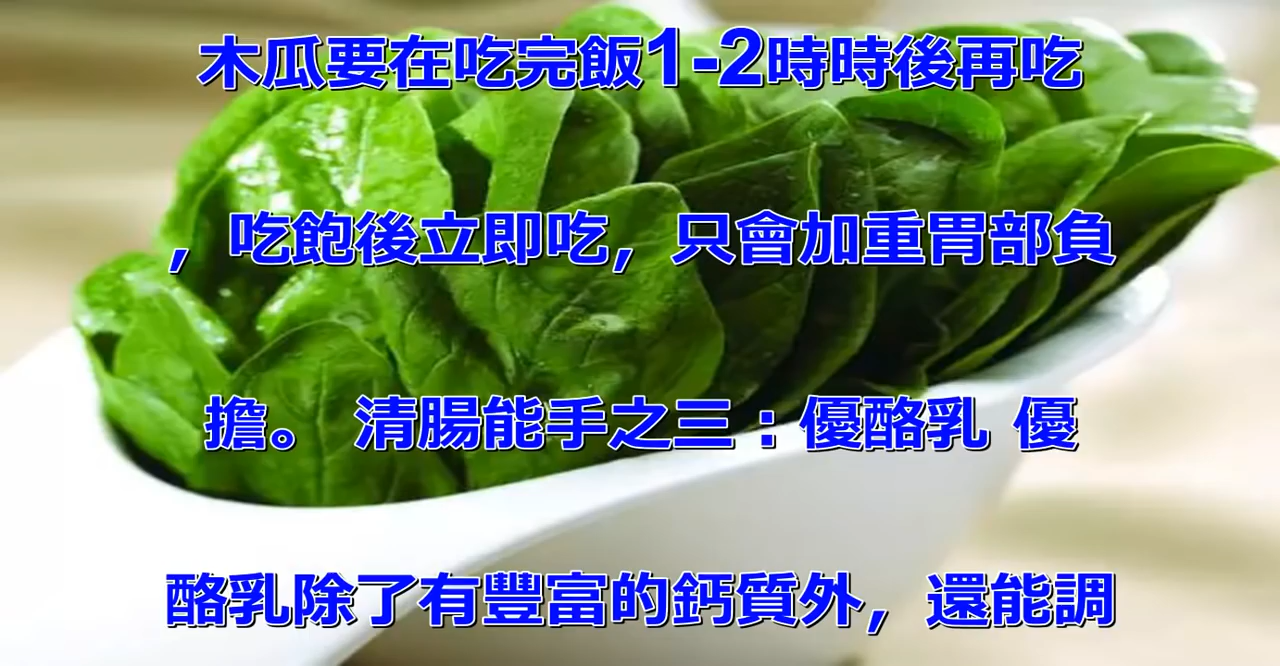 木瓜要在吃完飯1-2時時後再吃
，吃飽後立即吃，只會加重胃部負
擔。 清腸能手之三：優酪乳 優
酪乳除了有豐富的鈣質外，還能調